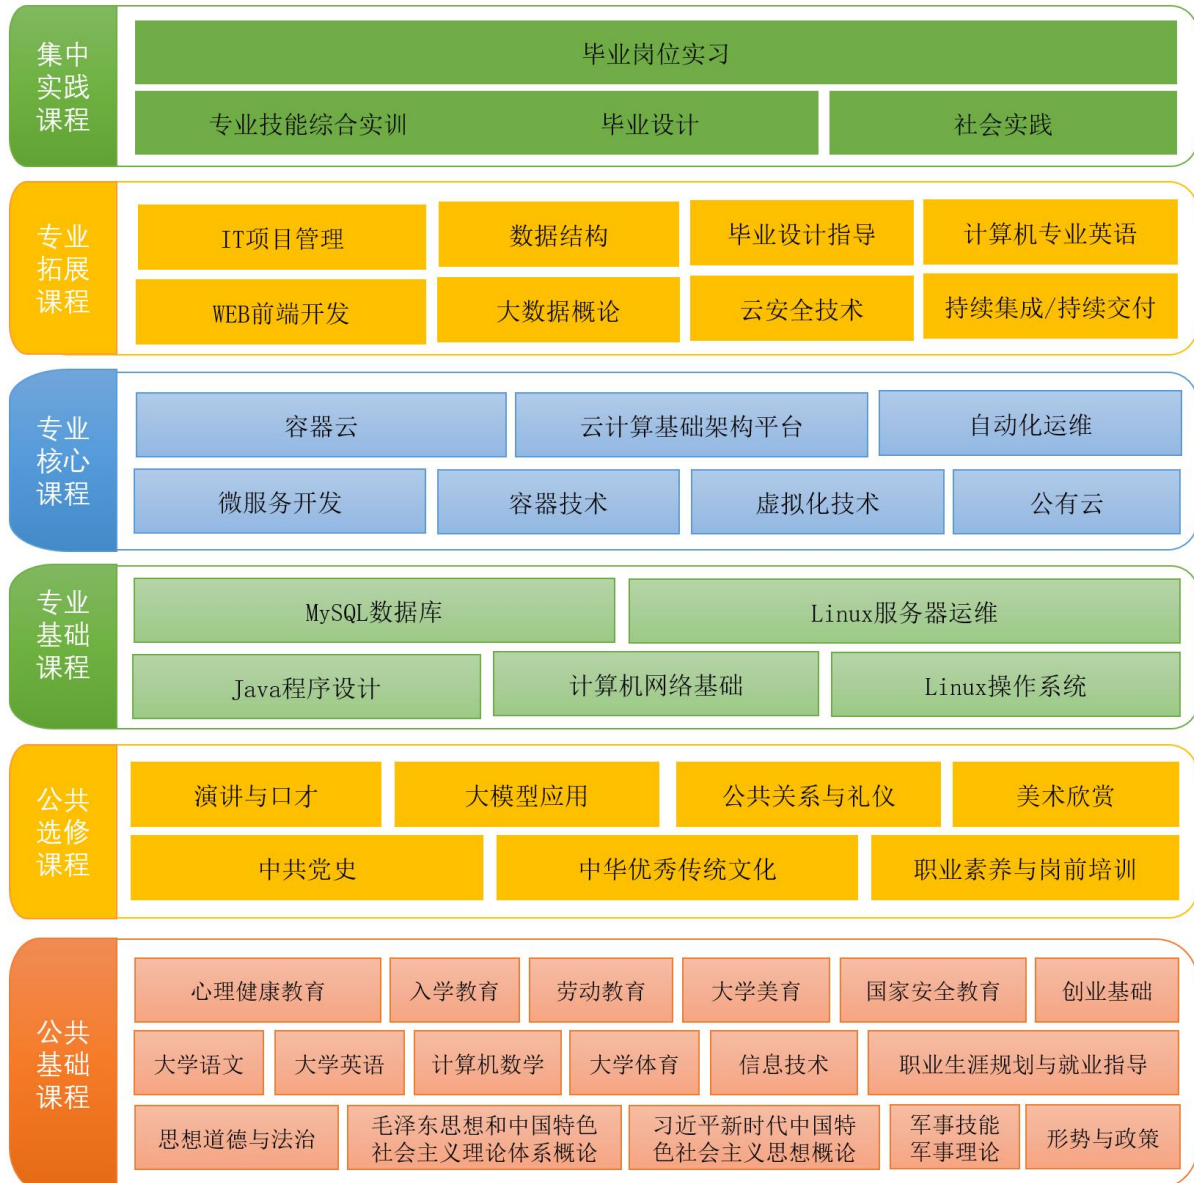 集中
实践
课程
毕业岗位实习
专业技能综合实训 毕业设计 社会实践
专业
拓展
课程
IT项目管理 数据结构 毕业设计指导 计算机专业英语
WEB前端开发 大数据概论 云安全技术 持续集成/持续交付
专业
核心
课程
容器云 云计算基础架构平台 自动化运维
微服务开发 容器技术 虚拟化技术 公有云
专业
基础
课程
MySQL数据库 Linux服务器运维
Java程序设计 计算机网络基础 Linux操作系统
公共
选修
课程
演讲与口才 大模型应用 公共关系与礼仪 美术欣赏
中共党史 中华优秀传统文化 职业素养与岗前培训
公共
基础
课程
心理健康教育 入学教育 劳动教育 大学美育 国家安全教育 创业基础
大学语文 大学英语 计算机数学 大学体育 信息技术 职业生涯规划与就业指导
思想道德与法治
毛泽东思想和中国特色
社会主义理论体系概论
习近平新时代中国特
色社会主义思想概论
军事技能
军事理论
形势与政策